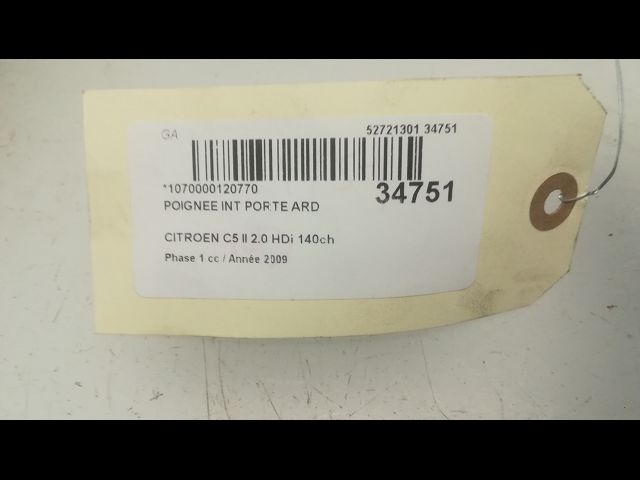 GA
52721301 34751
*1070000120770
34751
POIGNEE INT PORTE ARD
CITROEN C5 II 2.0 HDi 140ch
Phase 1 cc / Année 2009